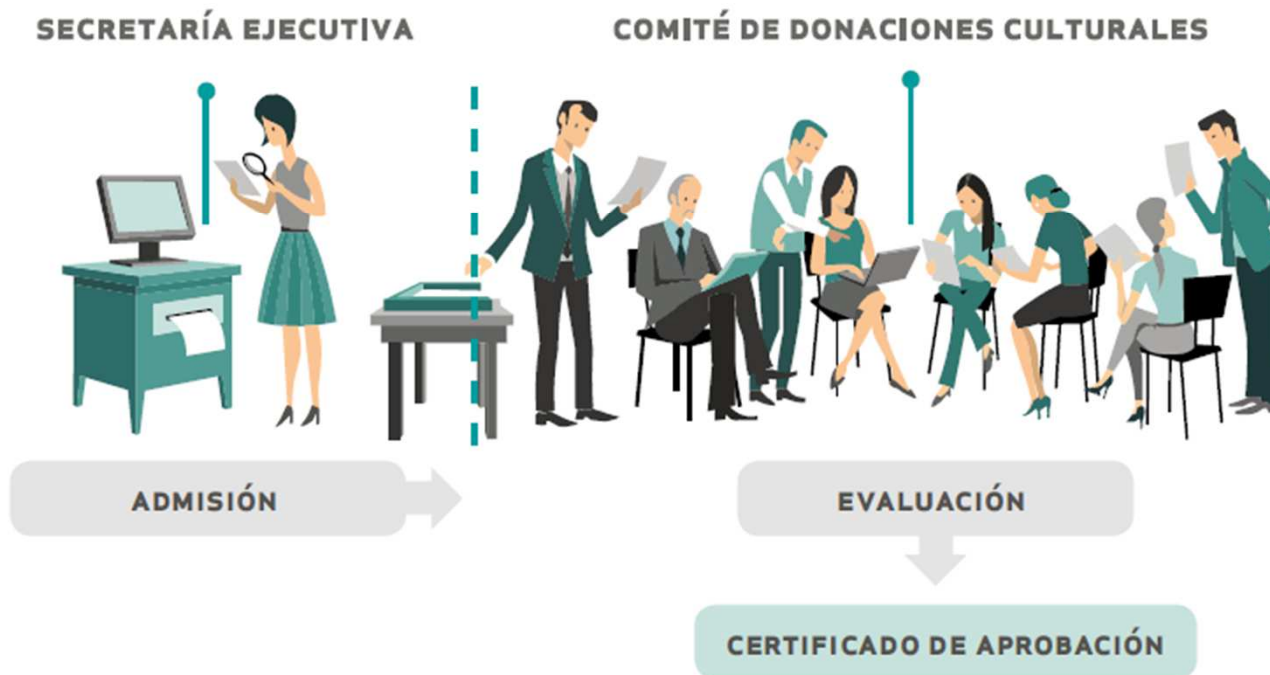 SECRETARÍA EJECUTIVA
COMITÉ DE DONACIONES CULTURALES
ADMISIÓN
EVALUACIÓN
CERTIFICADO DE APROBACIÓN